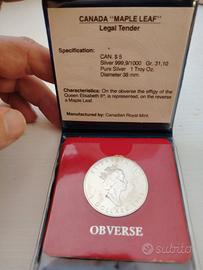 CANADA "MAPLE LEAF"
Legal Tender
Specification:
CAN. $ 5
Silver 999,9/1000 Gr. 31,10
Pure Silver 1 Troy Oz.
Diameter 38 mm
Characteristics: On the obverse the effigy of the
Queen Elisabeth IIª, is represented, on the reverse
a Maple Leaf.
Manufactured by: Canadian Royal Mint.
OBVERSE
subito